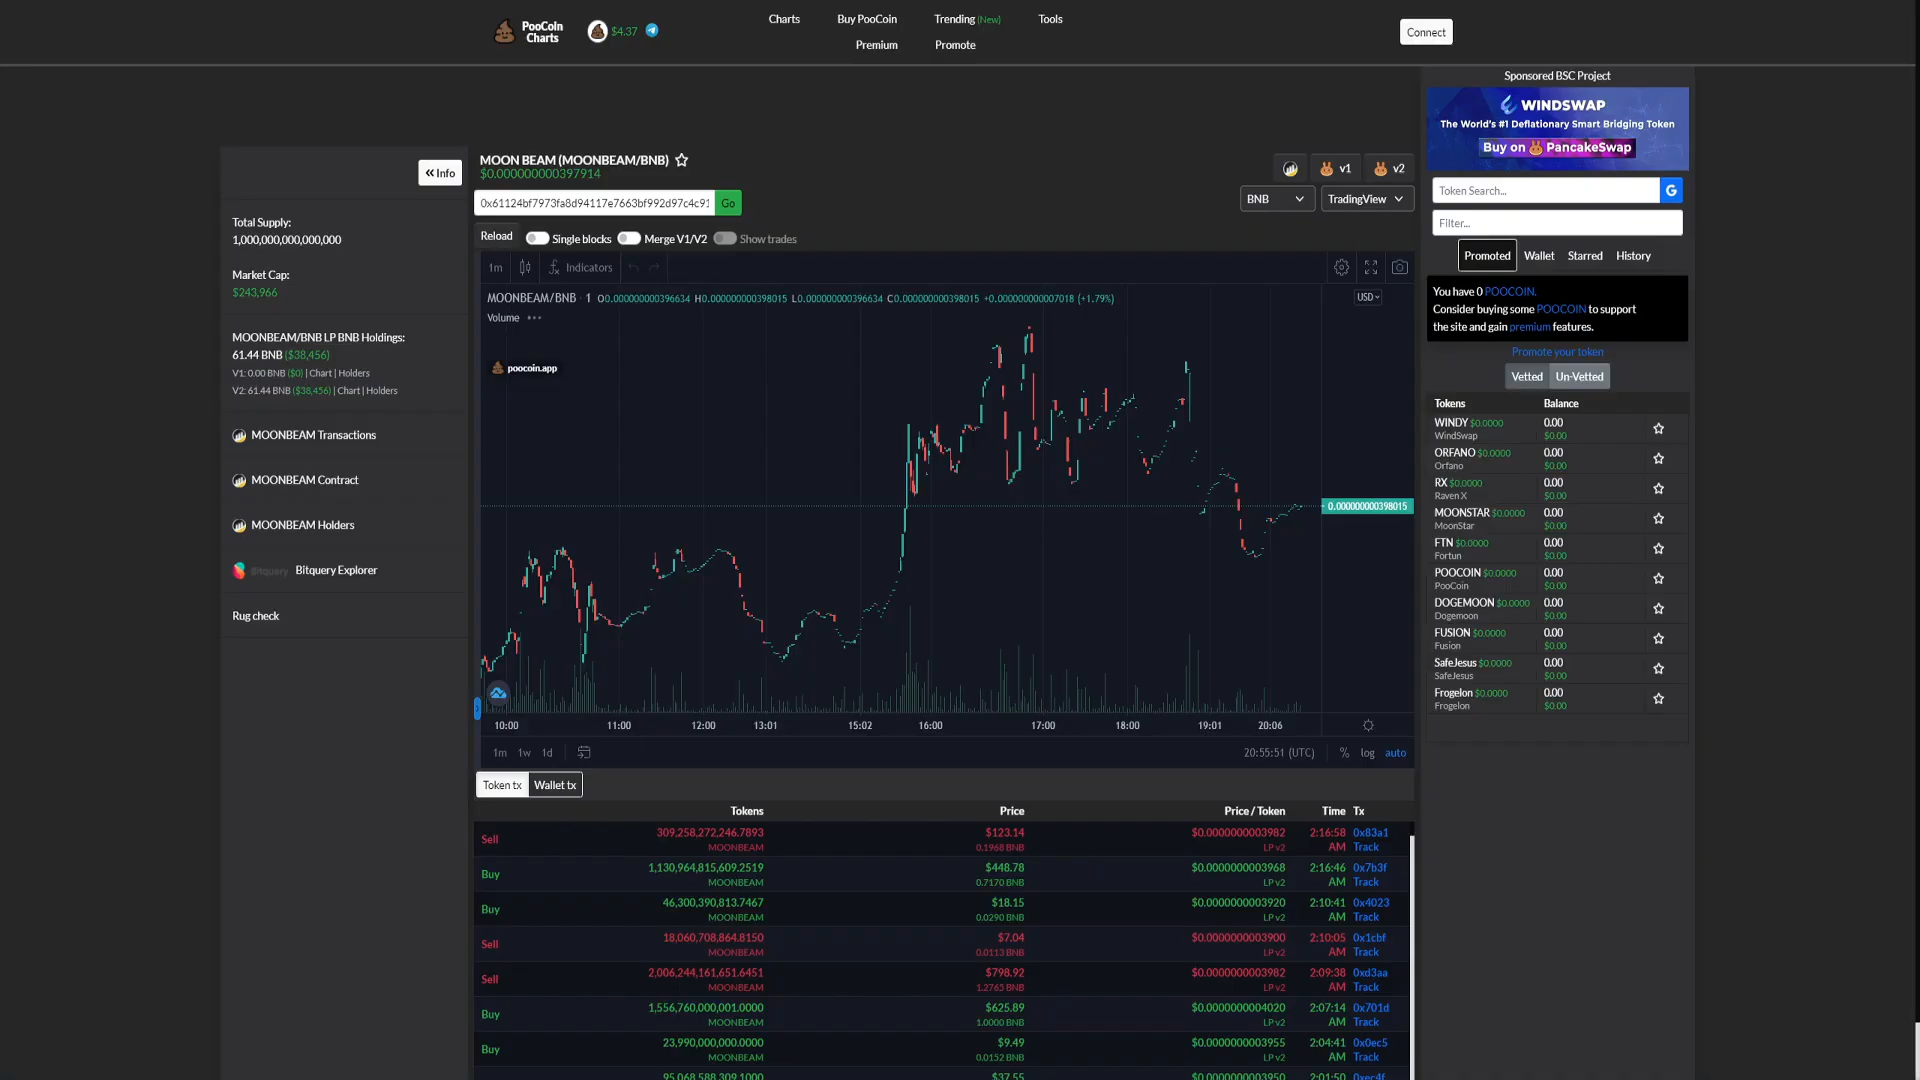 PooCoin
Charts
$4.37
Charts
Buy PooCoin
Trending (New)
Tools
Premium
Promote
Connect
Sponsored BSC Project
WINDSWAP
The World's #1 Deflationary Smart Bridging Token
Buy on PancakeSwap
Info
MOON BEAM (MOONBEAM/BNB)
$0.000000000397914
v1
v2
0x61124bf7973fa8d94117e7663bf992d97c4c91
Go
BNB
TradingView
Token Search...
Filter...
Reload
Single blocks
Merge V1/V2
Show trades
Promoted
Wallet
Starred
History
Total Supply:
1,000,000,000,000,000
Market Cap:
$243,966
MOONBEAM/BNB LP BNB Holdings:
61.44 BNB ($38,456)
V1: 0.00 BNB ($0) | Chart | Holders
V2: 61.44 BNB ($38,456) | Chart | Holders
MOONBEAM Transactions
MOONBEAM Contract
MOONBEAM Holders
Bitquery Bitquery Explorer
Rug check
1m
Indicators
MOONBEAM/BNB · 1 O0.000000000396634 H0.000000000398015 L0.000000000396634 C0.000000000398015 +0.000000000007018 (+1.79%)
USD
Volume
poocoin.app
0.000000000398015
10:00 11:00 12:00 13:01 15:02 16:00 17:00 18:00 19:01 20:06
1m 1w 1d
20:55:51 (UTC)
% log auto
You have 0 POOCOIN.
Consider buying some POOCOIN to support
the site and gain premium features.
Promote your token
Vetted
Un-Vetted
Tokens Balance
WINDY $0.0000 0.00
WindSwap $0.00
ORFANO $0.0000 0.00
Orfano $0.00
RX $0.0000 0.00
Raven X $0.00
MOONSTAR $0.0000 0.00
MoonStar $0.00
FTN $0.0000 0.00
Fortun $0.00
POOCOIN $0.0000 0.00
PooCoin $0.00
DOGEMOON $0.0000 0.00
Dogemoon $0.00
FUSION $0.0000 0.00
Fusion $0.00
SafeJesus $0.0000 0.00
SafeJesus $0.00
Frogelon $0.0000 0.00
Frogelon $0.00
Token tx
Wallet tx
Tokens Price Price / Token Time Tx
Sell 309,258,272,246.7893 $123.14 $0.0000000003982 2:16:58 0x83a1
MOONBEAM 0.1968 BNB LP v2 AM Track
Buy 1,130,964,815,609.2519 $448.78 $0.0000000003968 2:16:46 0x7b3f
MOONBEAM 0.7170 BNB LP v2 AM Track
Buy 46,300,390,813.7467 $18.15 $0.0000000003920 2:10:41 0x4023
MOONBEAM 0.0290 BNB LP v2 AM Track
Sell 18,060,708,864.8150 $7.04 $0.0000000003900 2:10:05 0x1cbf
MOONBEAM 0.0113 BNB LP v2 AM Track
Sell 2,006,244,161,651.6451 $798.92 $0.0000000003982 2:09:38 0xd3aa
MOONBEAM 1.2765 BNB LP v2 AM Track
Buy 1,556,760,000,001.0000 $625.89 $0.0000000004020 2:07:14 0x701d
MOONBEAM 1.0000 BNB LP v2 AM Track
Buy 23,990,000,000.0000 $9.49 $0.0000000003955 2:04:41 0x0ec5
MOONBEAM 0.0152 BNB LP v2 AM Track
95,068,588,309.1000 $37.55 $0.0000000003950 2:01:50 0xec4f